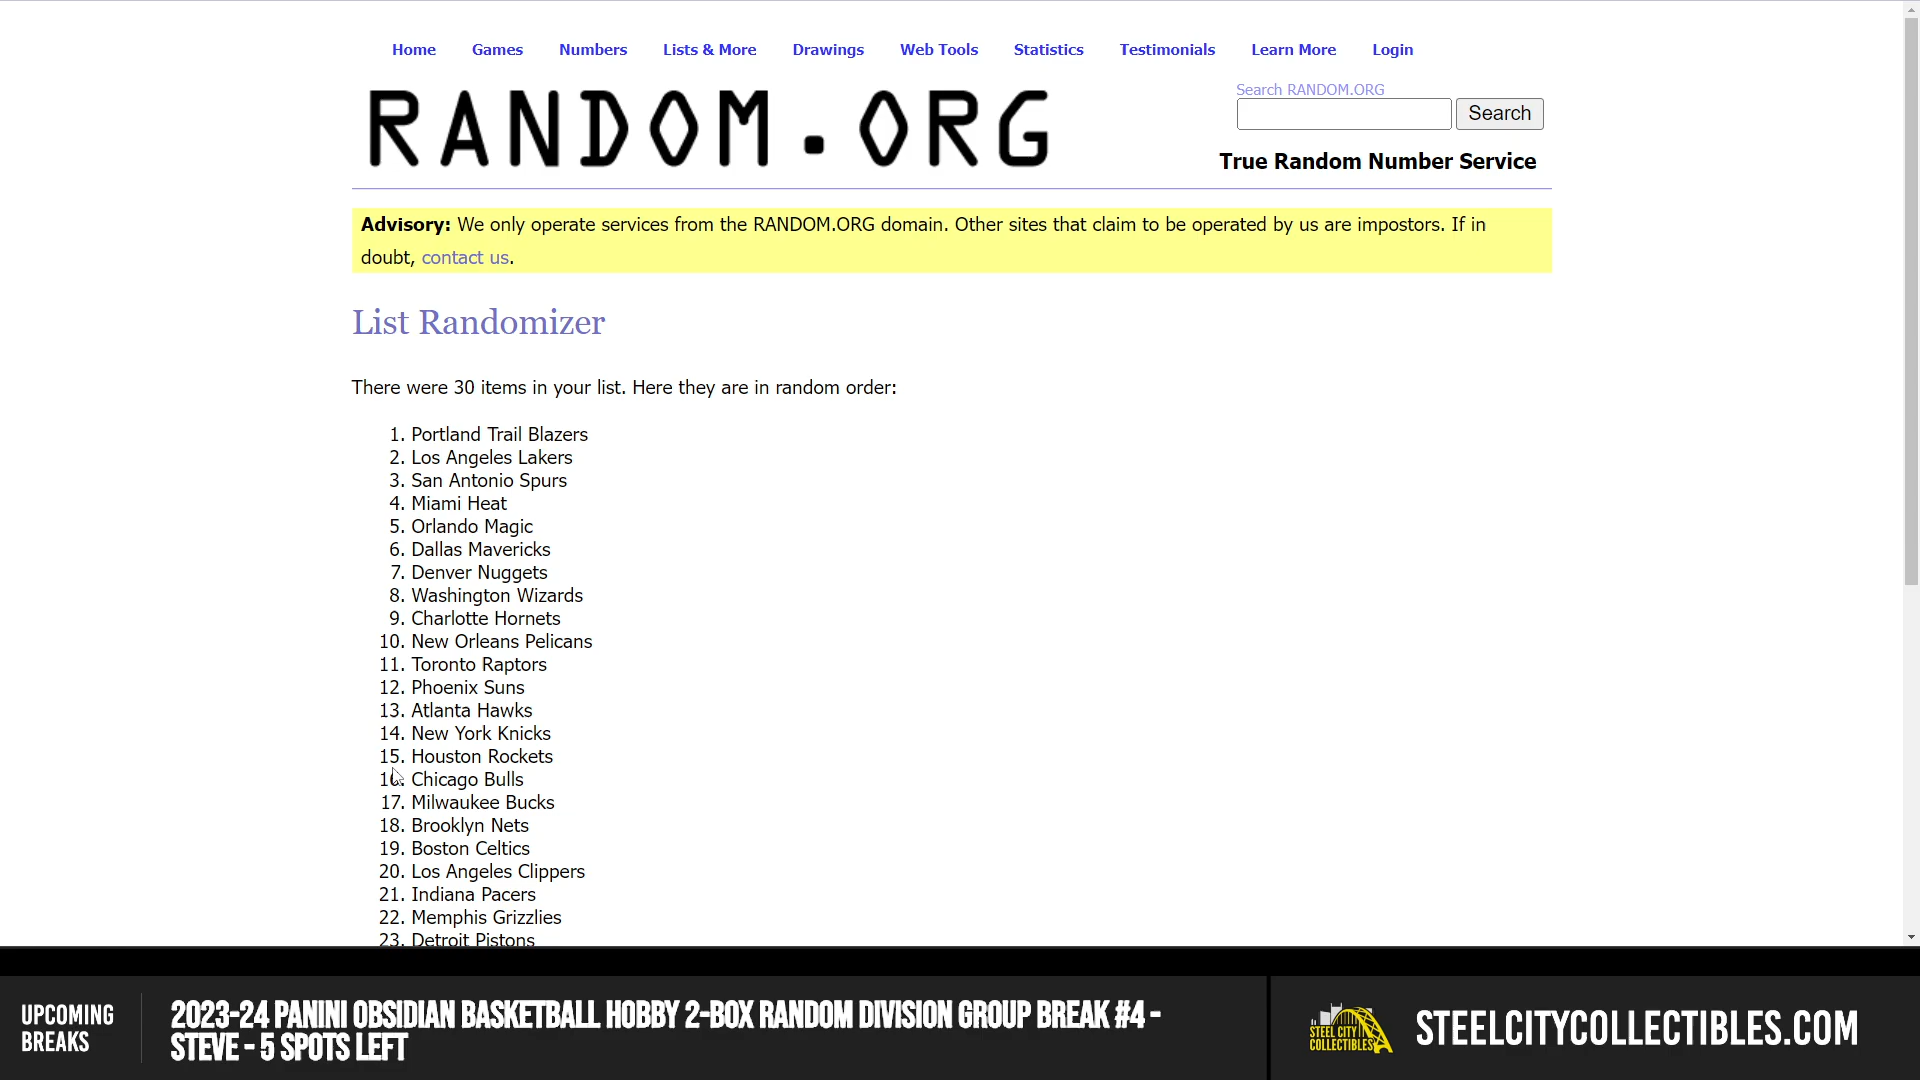 Home Games Numbers Lists & More Drawings Web Tools Statistics Testimonials Learn More Login
RANDOM.ORG
Search RANDOM.ORG
Search
True Random Number Service
Advisory: We only operate services from the RANDOM.ORG domain. Other sites that claim to be operated by us are impostors. If in
doubt, contact us.
List Randomizer
There were 30 items in your list. Here they are in random order:
1. Portland Trail Blazers
2. Los Angeles Lakers
3. San Antonio Spurs
4. Miami Heat
5. Orlando Magic
6. Dallas Mavericks
7. Denver Nuggets
8. Washington Wizards
9. Charlotte Hornets
10. New Orleans Pelicans
11. Toronto Raptors
12. Phoenix Suns
13. Atlanta Hawks
14. New York Knicks
15. Houston Rockets
16. Chicago Bulls
17. Milwaukee Bucks
18. Brooklyn Nets
19. Boston Celtics
20. Los Angeles Clippers
21. Indiana Pacers
22. Memphis Grizzlies
23. Detroit Pistons
UPCOMING
BREAKS
2023-24 PANINI OBSIDIAN BASKETBALL HOBBY 2-BOX RANDOM DIVISION GROUP BREAK #4 -
STEVE - 5 SPOTS LEFT
STEEL CITY
COLLECTIBLES
STEELCITYCOLLECTIBLES.COM